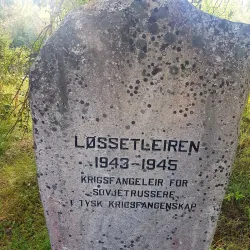 LØSSETLEIREN
1943-1945
KRIGSFANGELEIR FOR
SOVJETRUSSERE
I TYSK KRIGSFANGENSKAP